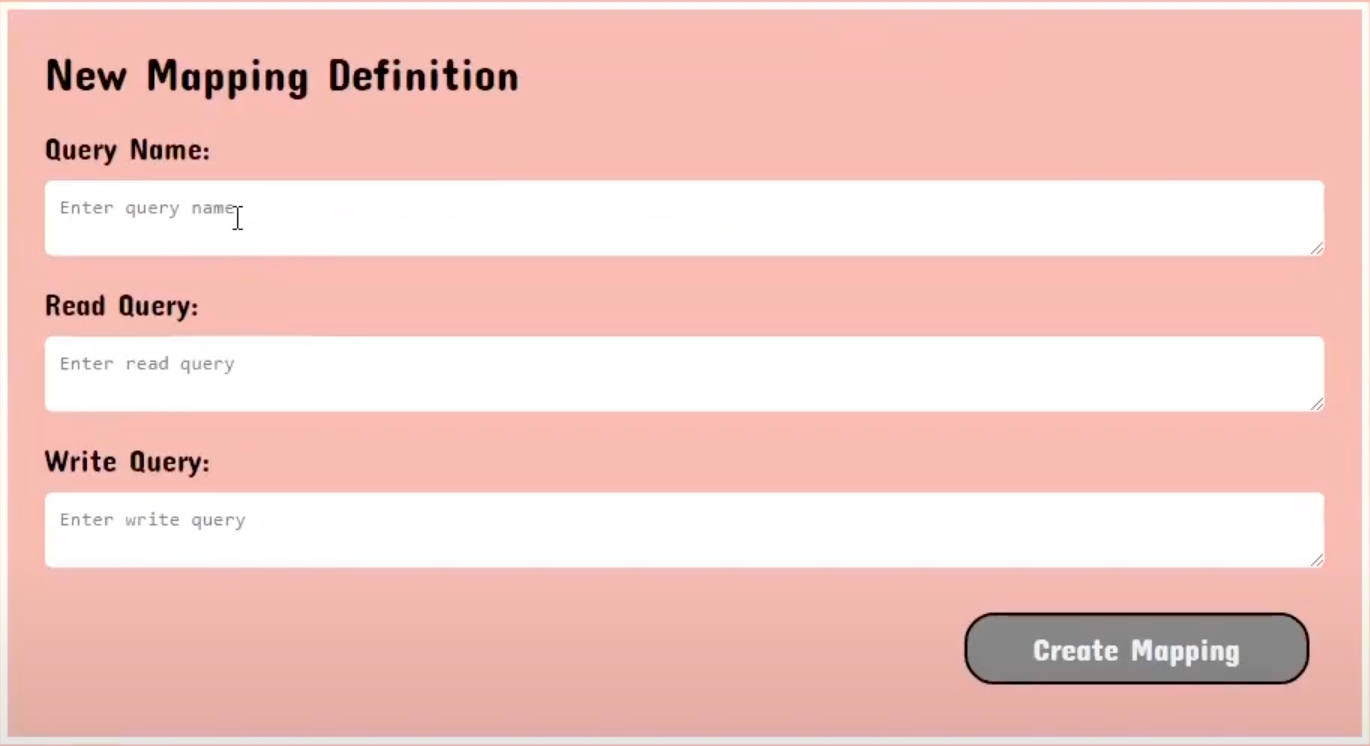 New Mapping Definition
Query Name:
Enter query name
Read Query:
Enter read query
Write Query:
Enter write query
Create Mapping